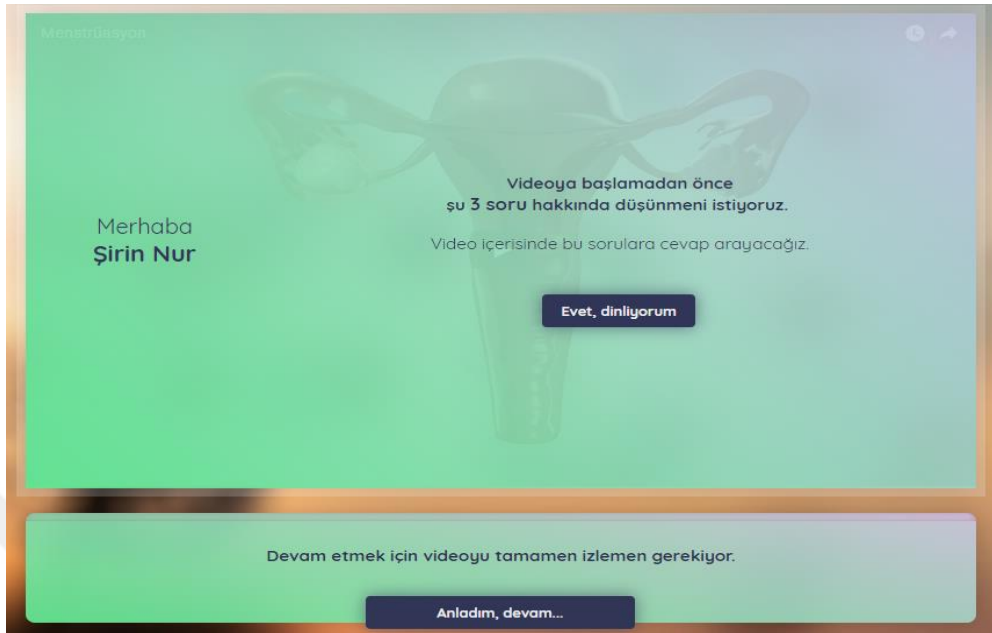 Menstrüasyon
Merhaba
Şirin Nur
Videoya başlamadan önce
şu 3 soru hakkında düşünmeni istiyoruz.
Video içerisinde bu sorulara cevap arayacağız.
Evet, dinliyorum
Devam etmek için videoyu tamamen izlemen gerekiyor.
Anladım, devam...